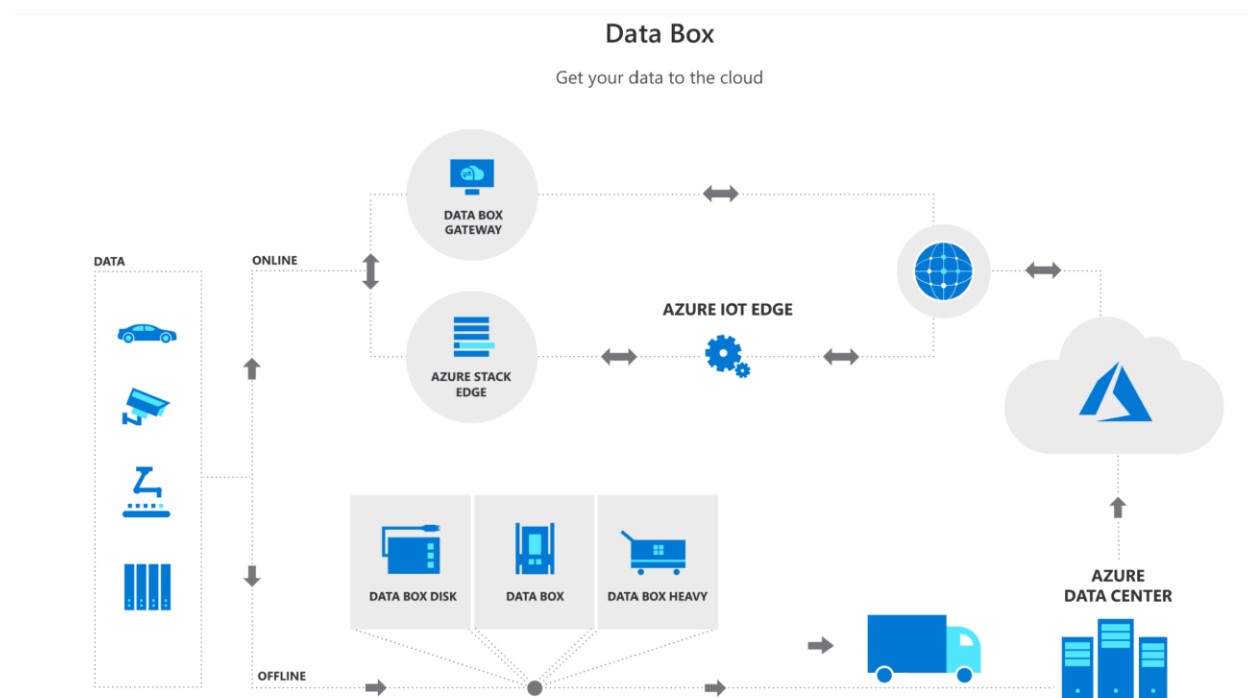 Data Box
Get your data to the cloud
DATA BOX
GATEWAY
DATA
ONLINE
AZURE IOT EDGE
AZURE STACK
EDGE
DATA BOX DISK
DATA BOX
DATA BOX HEAVY
AZURE
DATA CENTER
OFFLINE